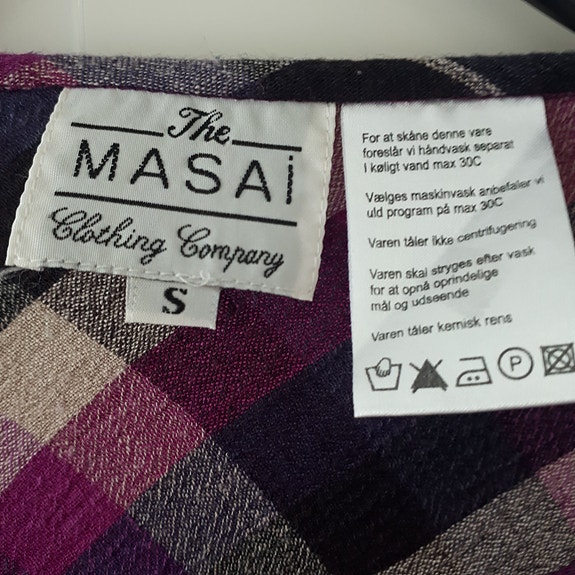 The
MASAi
Clothing Company
S
For at skåne denne vare
foreslår vi håndvask separat
I køligt vand max 30C
Vælges maskinvask anbefaler vi
uld program på max 30C
Varen tåler ikke centrifugering
Varen skal stryges efter vask
for at opnå oprindelige
mål og udseende
Varen tåler kemisk rens
P